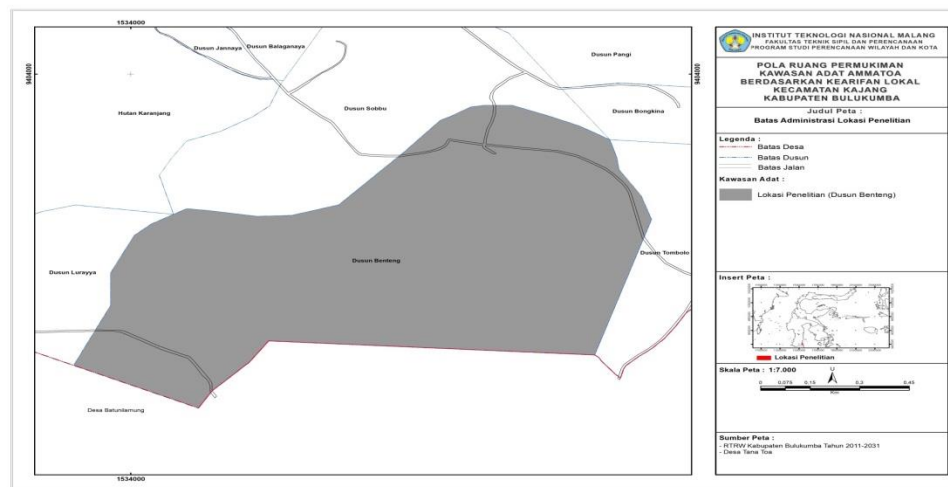 1534000
9404000
Dusun Jannaya
Dusun Balaganaya
Dusun Pangi
Hutan Karanjang
Dusun Sobbu
Dusun Bongkina
Dusun Benteng
Dusun Tombolo
Dusun Lurayya
1534000
INSTITUT TEKNOLOGI NASIONAL MALANG
FAKULTAS TEKNIK SIPIL DAN PERENCANAAN
PROGRAM STUDI PERENCANAAN WILAYAH DAN KOTA
POLA RUANG PERMUKIMAN
KAWASAN ADAT AMMATOA
BERDASARKAN KEARIFAN LOKAL
KECAMATAN KAJANG
KABUPATEN BULUKUMBA
Judul Peta :
Batas Administrasi Lokasi Penelitian
Legenda :
Batas Desa
Batas Dusun
Batas Jalan
Kawasan Adat :
Lokasi Penelitian (Dusun Benteng)
Insert Peta :
Lokasi Penelitian
Skala Peta : 1:7.000
U
0 0,075 0,15 0,3 0,45
Sumber Peta :
- RTRW Kabupaten Bulukumba Tahun 2011-2031
- Desa Tana Toa